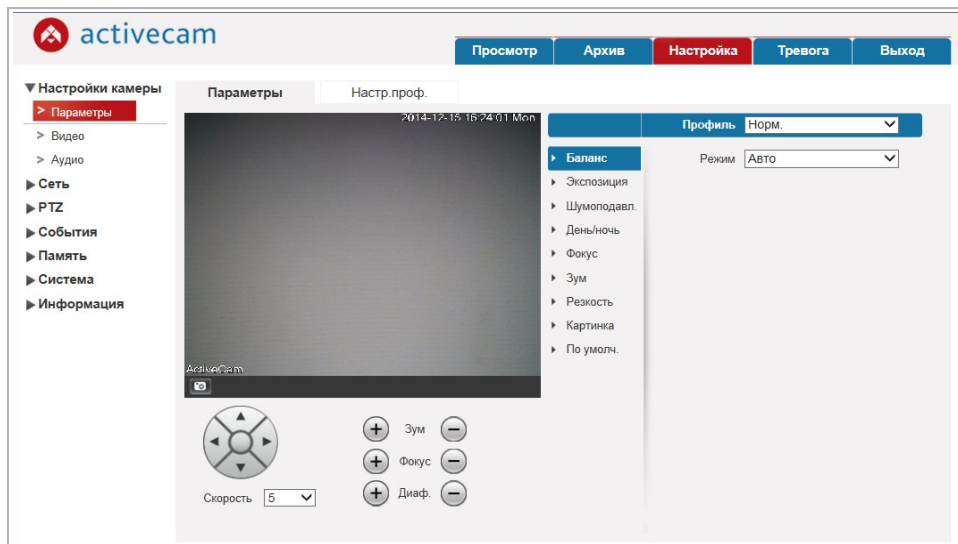 activecam
Просмотр
Архив
Настройка
Тревога
Выход
Настройки камеры
Параметры
Видео
Аудио
Сеть
PTZ
События
Память
Система
Информация
Параметры
Настр.проф.
2014-12-15 16:24:01 Mon
ActiveCam
Профиль Норм.
Баланс
Экспозиция
Шумоподавл.
День/ночь
Фокус
Зум
Резкость
Картинка
По умолч.
Режим Авто
Зум
Фокус
Диаф.
Скорость 5